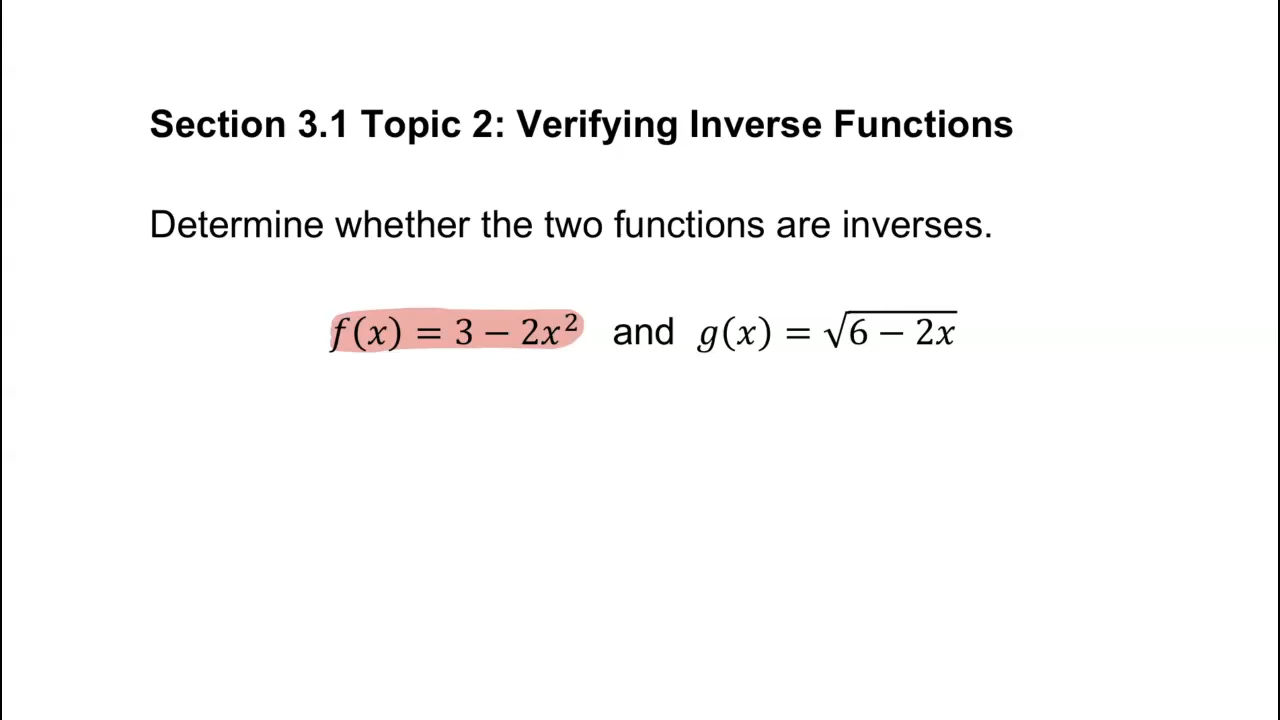 Section 3.1 Topic 2: Verifying Inverse Functions
Determine whether the two functions are inverses.
f(x) = 3 − 2x² and g(x) = √(6 − 2x)